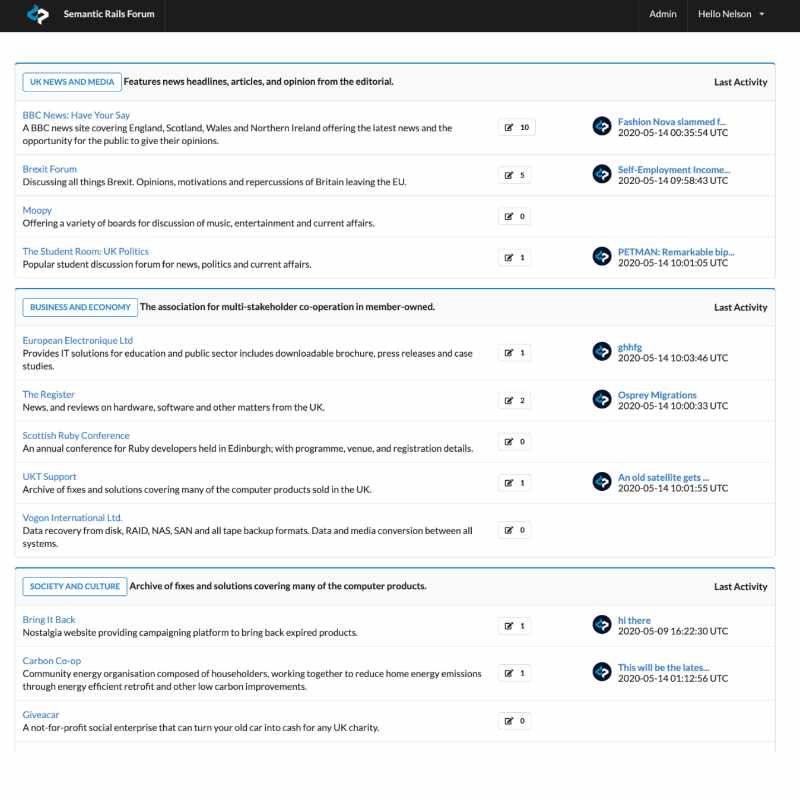 Semantic Rails Forum
Admin
Hello Nelson
UK NEWS AND MEDIA Features news headlines, articles, and opinion from the editorial. Last Activity
BBC News: Have Your Say
A BBC news site covering England, Scotland, Wales and Northern Ireland offering the latest news and the
opportunity for the public to give their opinions.
10
Fashion Nova slammed f...
2020-05-14 00:35:54 UTC
Brexit Forum
Discussing all things Brexit. Opinions, motivations and repercussions of Britain leaving the EU.
5
Self-Employment Income...
2020-05-14 09:58:43 UTC
Moopy
Offering a variety of boards for discussion of music, entertainment and current affairs.
0
The Student Room: UK Politics
Popular student discussion forum for news, politics and current affairs.
1
PETMAN: Remarkable bip...
2020-05-14 10:01:05 UTC
BUSINESS AND ECONOMY The association for multi-stakeholder co-operation in member-owned. Last Activity
European Electronique Ltd
Provides IT solutions for education and public sector includes downloadable brochure, press releases and case
studies.
1
ghhfg
2020-05-14 10:03:46 UTC
The Register
News, and reviews on hardware, software and other matters from the UK.
2
Osprey Migrations
2020-05-14 10:00:33 UTC
Scottish Ruby Conference
An annual conference for Ruby developers held in Edinburgh; with programme, venue, and registration details.
0
UKT Support
Archive of fixes and solutions covering many of the computer products sold in the UK.
1
An old satellite gets ...
2020-05-14 10:01:55 UTC
Vogon International Ltd.
Data recovery from disk, RAID, NAS, SAN and all tape backup formats. Data and media conversion between all
systems.
0
SOCIETY AND CULTURE Archive of fixes and solutions covering many of the computer products. Last Activity
Bring It Back
Nostalgia website providing campaigning platform to bring back expired products.
1
hi there
2020-05-09 16:22:30 UTC
Carbon Co-op
Community energy organisation composed of householders, working together to reduce home energy emissions
through energy efficient retrofit and other low carbon improvements.
1
This will be the lates...
2020-05-14 01:12:56 UTC
Giveacar
A not-for-profit social enterprise that can turn your old car into cash for any UK charity.
0